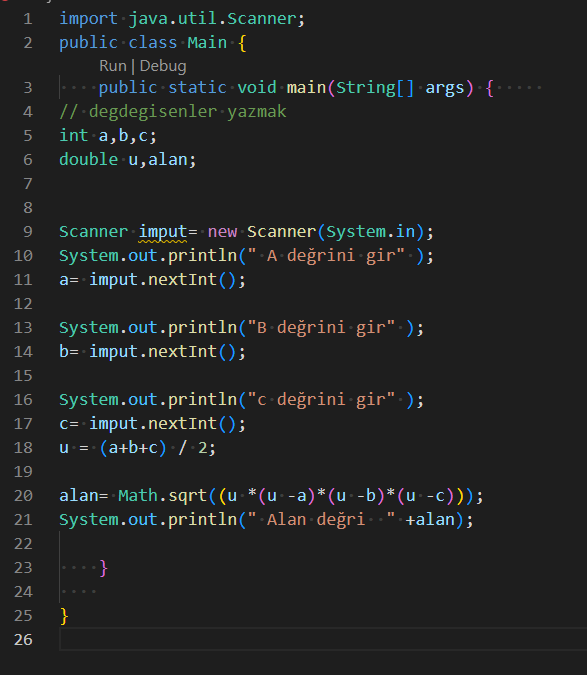 1 import java.util.Scanner;
2 public class Main {
Run | Debug
3 public static void main(String[] args) {
4 // degdegisenler yazmak
5 int a,b,c;
6 double u,alan;
7
8
9 Scanner imput= new Scanner(System.in);
10 System.out.println(" A değrini gir" );
11 a= imput.nextInt();
12
13 System.out.println("B değrini gir" );
14 b= imput.nextInt();
15
16 System.out.println("c değrini gir" );
17 c= imput.nextInt();
18 u = (a+b+c) / 2;
19
20 alan= Math.sqrt((u *(u -a)*(u -b)*(u -c)));
21 System.out.println(" Alan değri  " +alan);
22
23 }
24
25 }
26